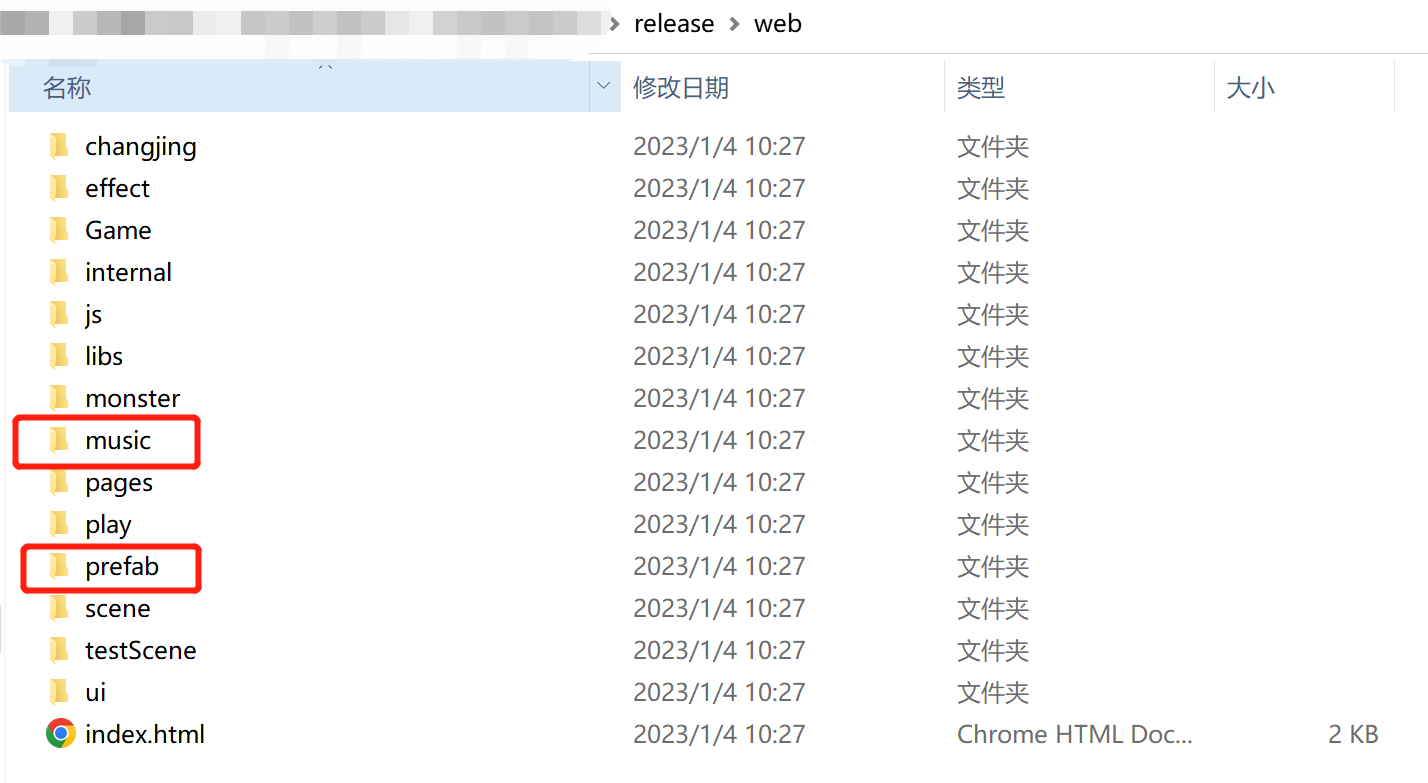 release web
名称 修改日期 类型 大小
changjing 2023/1/4 10:27 文件夹
effect 2023/1/4 10:27 文件夹
Game 2023/1/4 10:27 文件夹
internal 2023/1/4 10:27 文件夹
js 2023/1/4 10:27 文件夹
libs 2023/1/4 10:27 文件夹
monster 2023/1/4 10:27 文件夹
music 2023/1/4 10:27 文件夹
pages 2023/1/4 10:27 文件夹
play 2023/1/4 10:27 文件夹
prefab 2023/1/4 10:27 文件夹
scene 2023/1/4 10:27 文件夹
testScene 2023/1/4 10:27 文件夹
ui 2023/1/4 10:27 文件夹
index.html 2023/1/4 10:27 Chrome HTML Doc... 2 KB